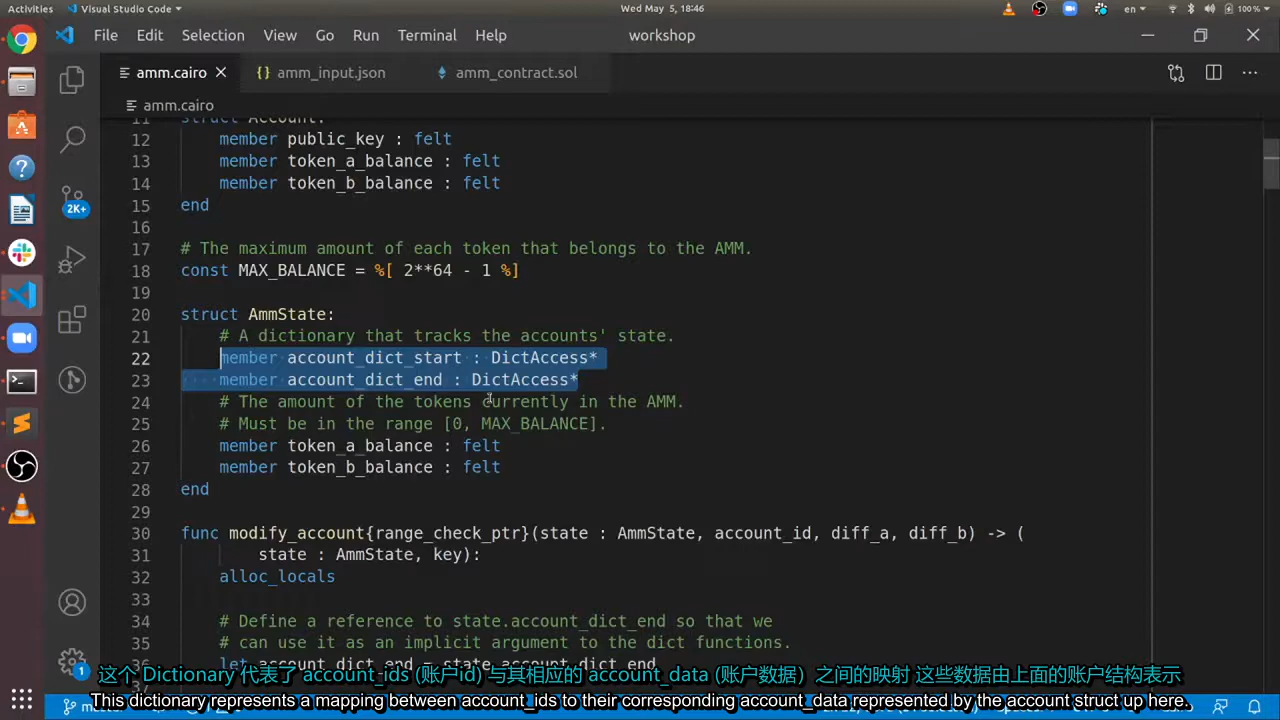 Activities Visual Studio Code Wed May 5, 18:46 en 100 %
File Edit Selection View Go Run Terminal Help workshop
amm.cairo {} amm_input.json amm_contract.sol
amm.cairo
11 struct Account:
12 member public_key : felt
13 member token_a_balance : felt
14 member token_b_balance : felt
15 end
16
17 # The maximum amount of each token that belongs to the AMM.
18 const MAX_BALANCE = %[ 2**64 - 1 %]
19
20 struct AmmState:
21 # A dictionary that tracks the accounts' state.
22 member account_dict_start : DictAccess*
23 member account_dict_end : DictAccess*
24 # The amount of the tokens currently in the AMM.
25 # Must be in the range [0, MAX_BALANCE].
26 member token_a_balance : felt
27 member token_b_balance : felt
28 end
29
30 func modify_account{range_check_ptr}(state : AmmState, account_id, diff_a, diff_b) -> (
31 state : AmmState, key):
32 alloc_locals
33
34 # Define a reference to state.account_dict_end so that we
35 # can use it as an implicit argument to the dict functions.
36 let account_dict_end = state.account_dict_end
37
2K+
1
这个 Dictionary 代表了 account_ids (账户id) 与其相应的 account_data (账户数据）之间的映射 这些数据由上面的账户结构表示
This dictionary represents a mapping between account_ids to their corresponding account_data represented by the account struct up here.